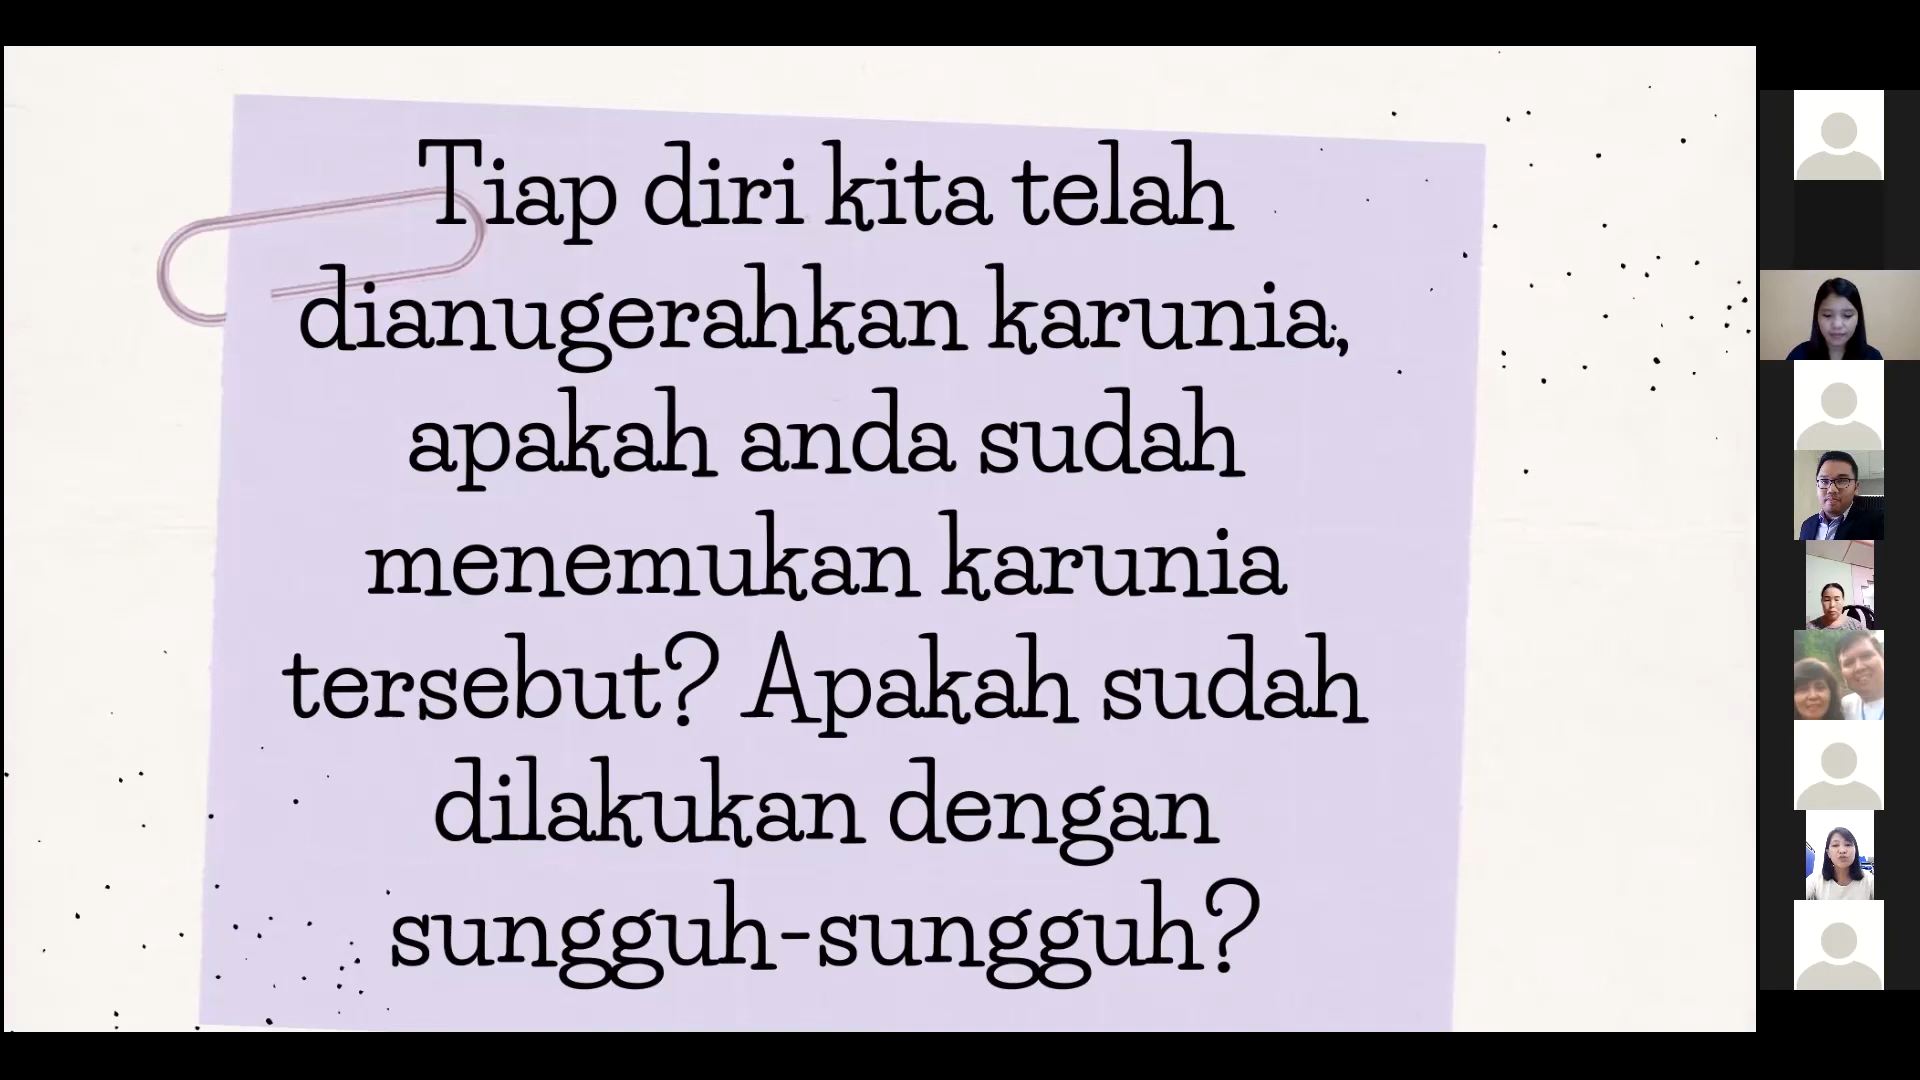 Tiap diri kita telah
dianugerahkan karunia,
apakah anda sudah
menemukan karunia
tersebut? Apakah sudah
dilakukan dengan
sungguh-sungguh?